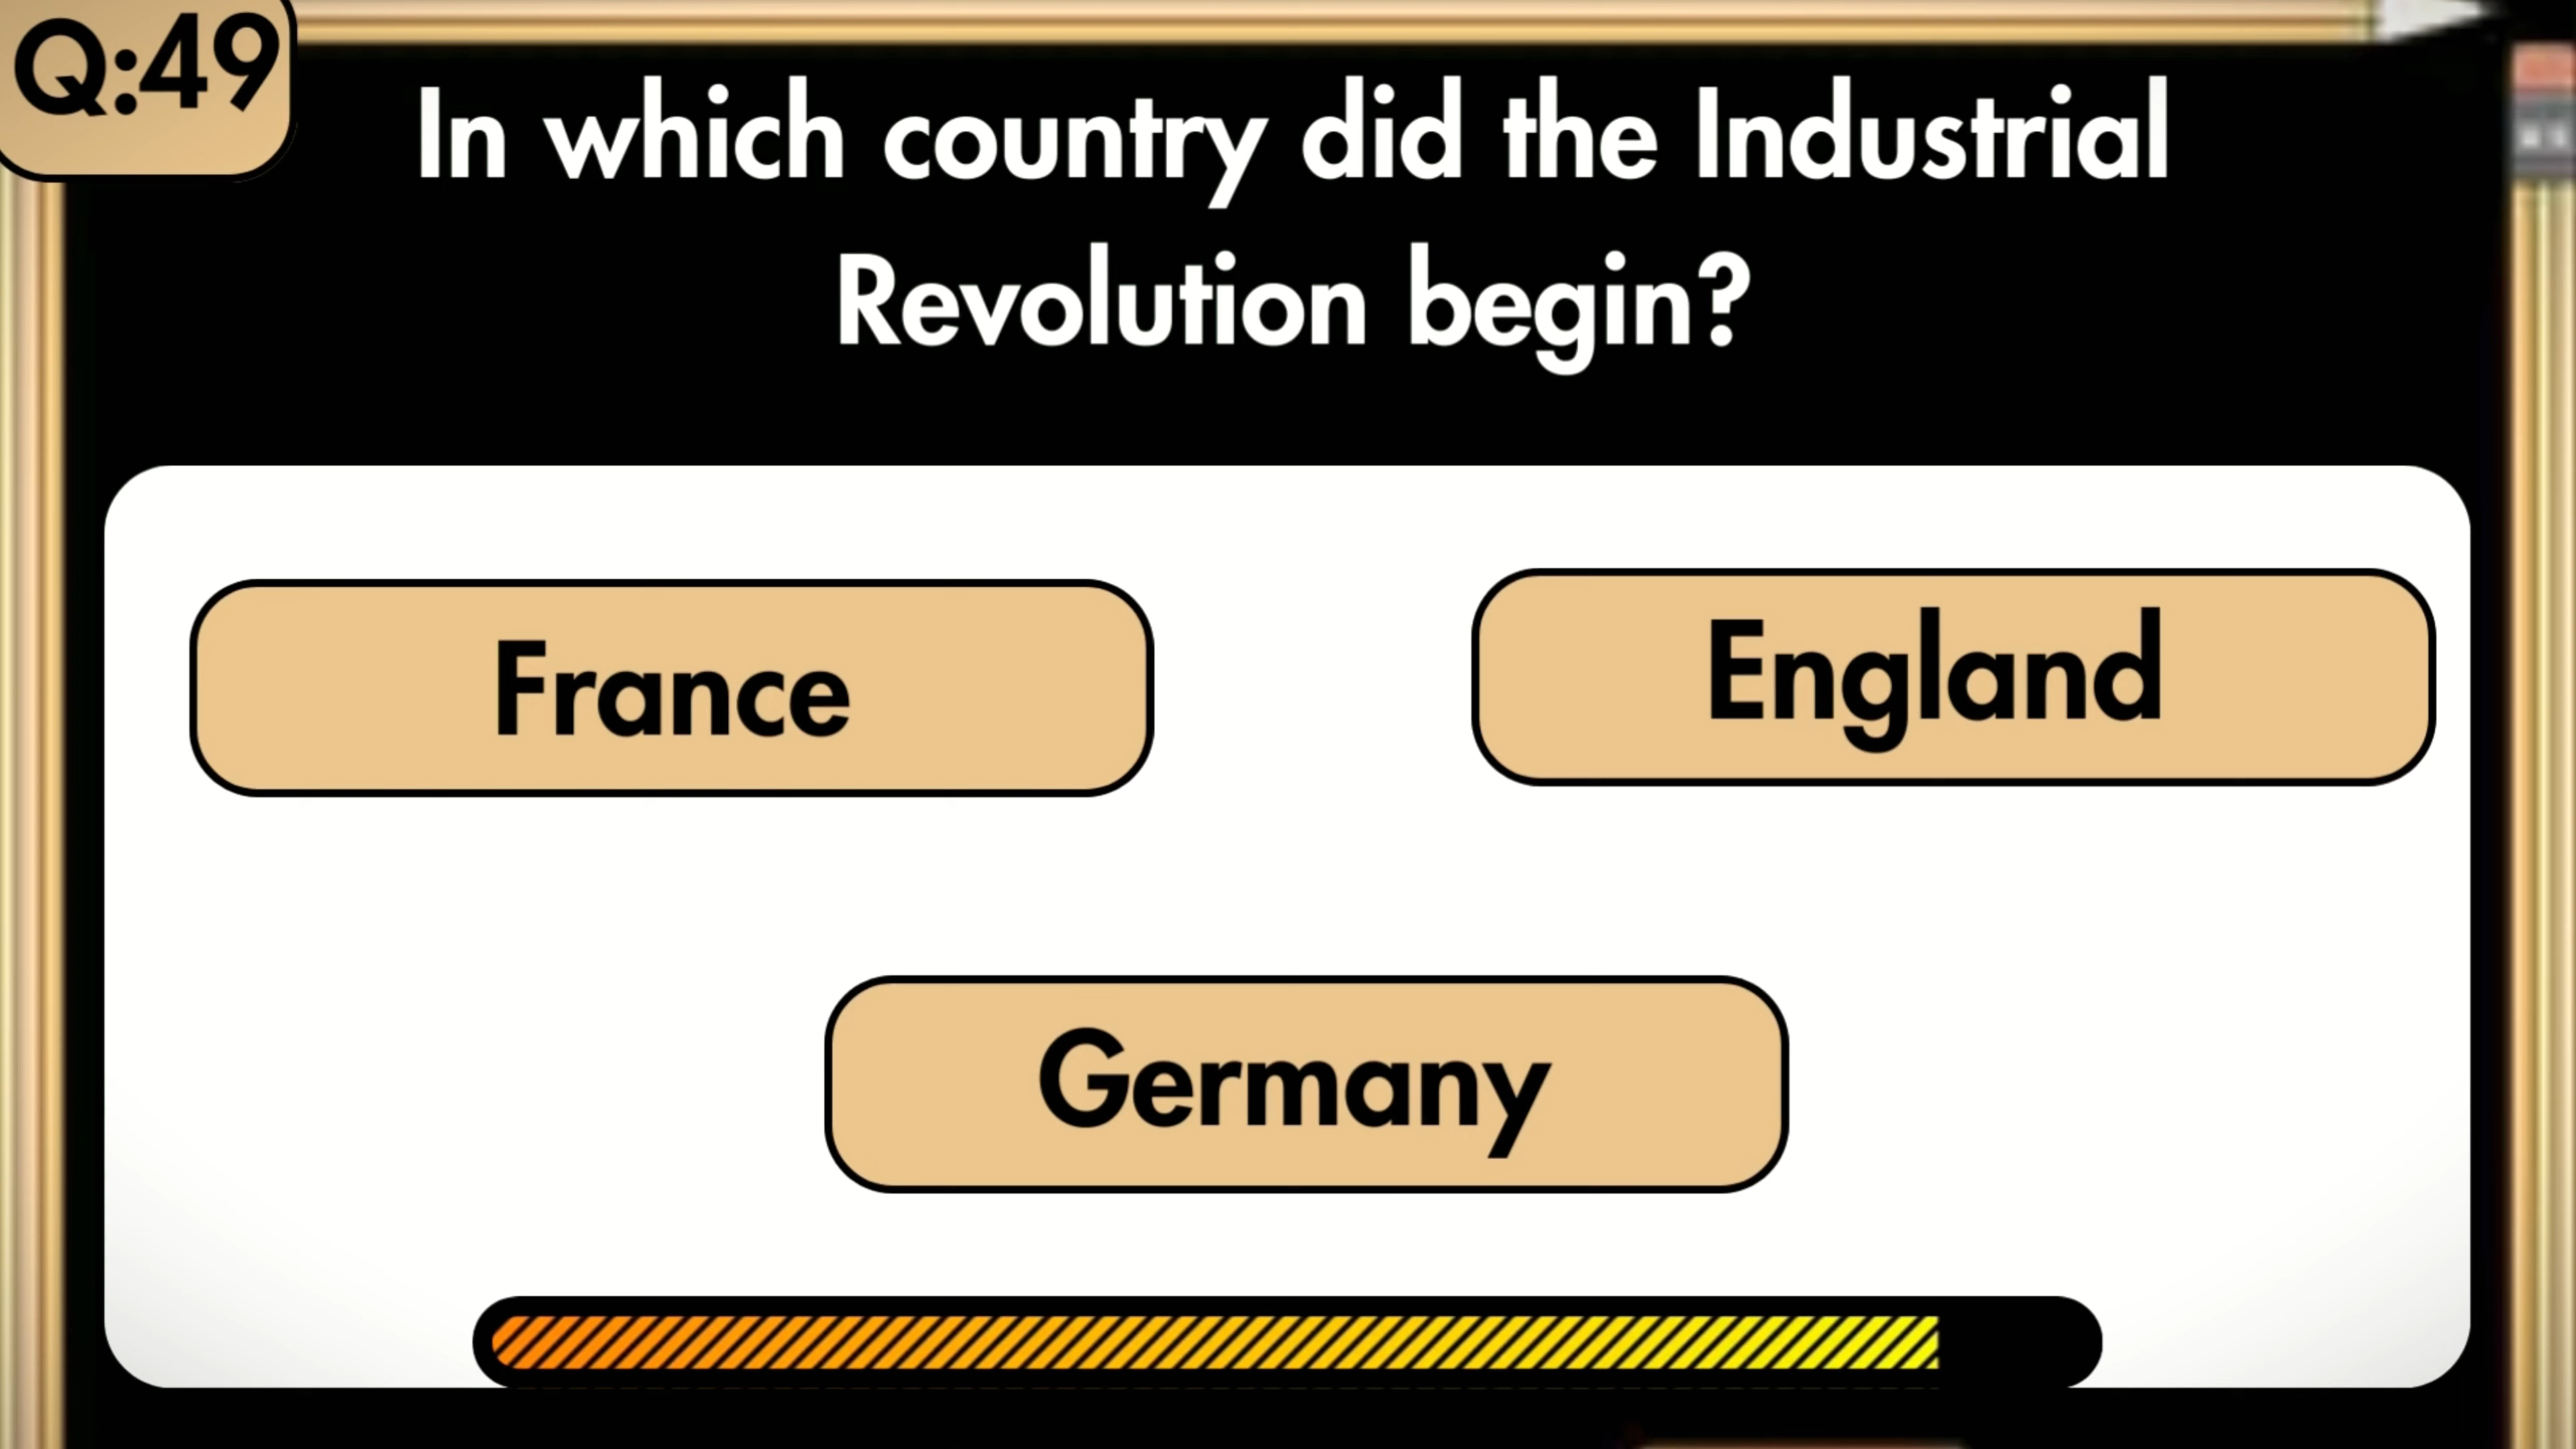 Q:49
In which country did the Industrial
Revolution begin?
France
England
Germany